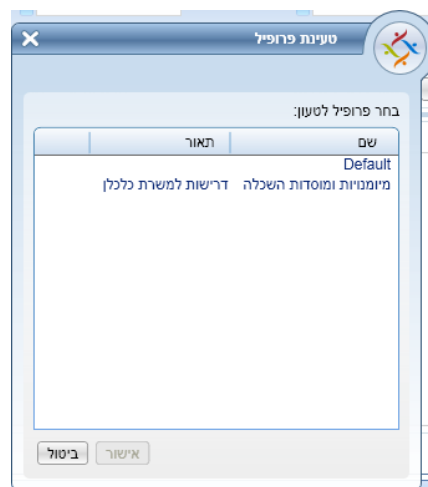 טעינת פרופיל
בחר פרופיל לטעון:
שם תאור
Default
מיומנויות ומוסדות השכלה דרישות למשרת כלכלן
אישור ביטול